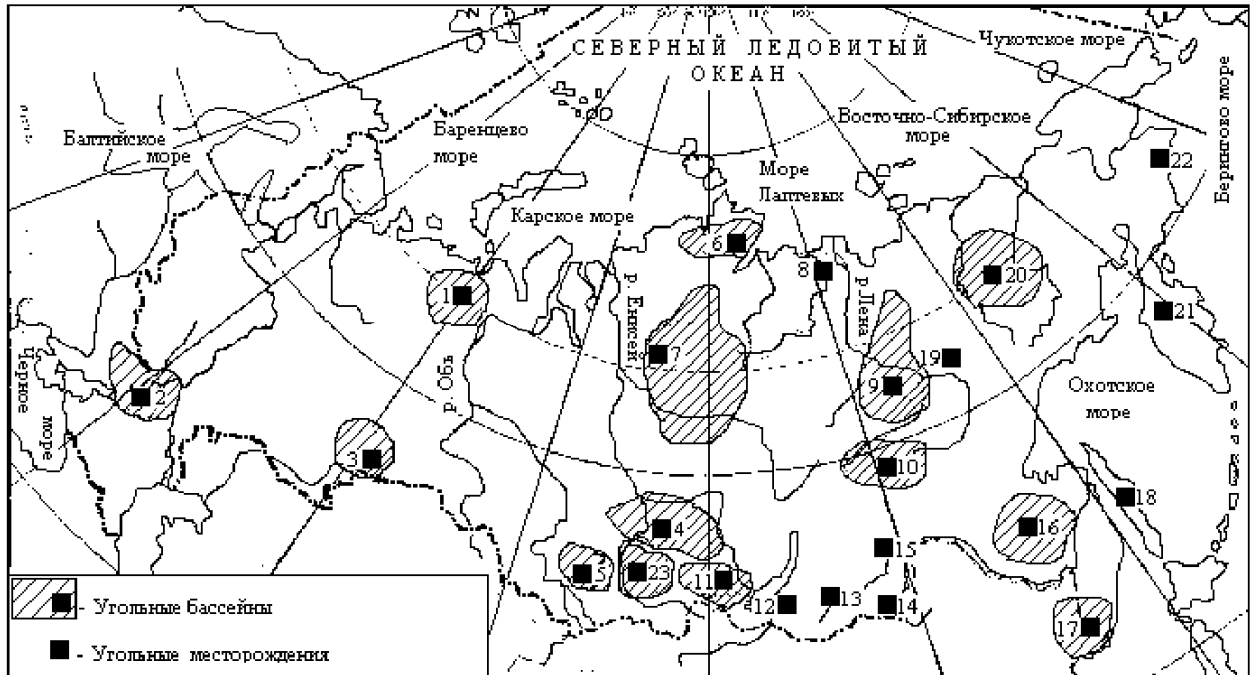 СЕВЕРНЫЙ ЛЕДОВИТЫЙ
ОКЕАН
Чукотское море
Берингово море
Балтийское
море
Баренцево
море
Восточно-Сибирское
море
Море
Лаптевых
Карское море
22
6
8
1
20
р. Енисей
р. Лена
21
7
19
9
Черное
море
2
р. Обь
Охотское
море
3
10
18
4
16
15
5
23
11
12
13
14
17
- Угольные бассейны
- Угольные месторождения